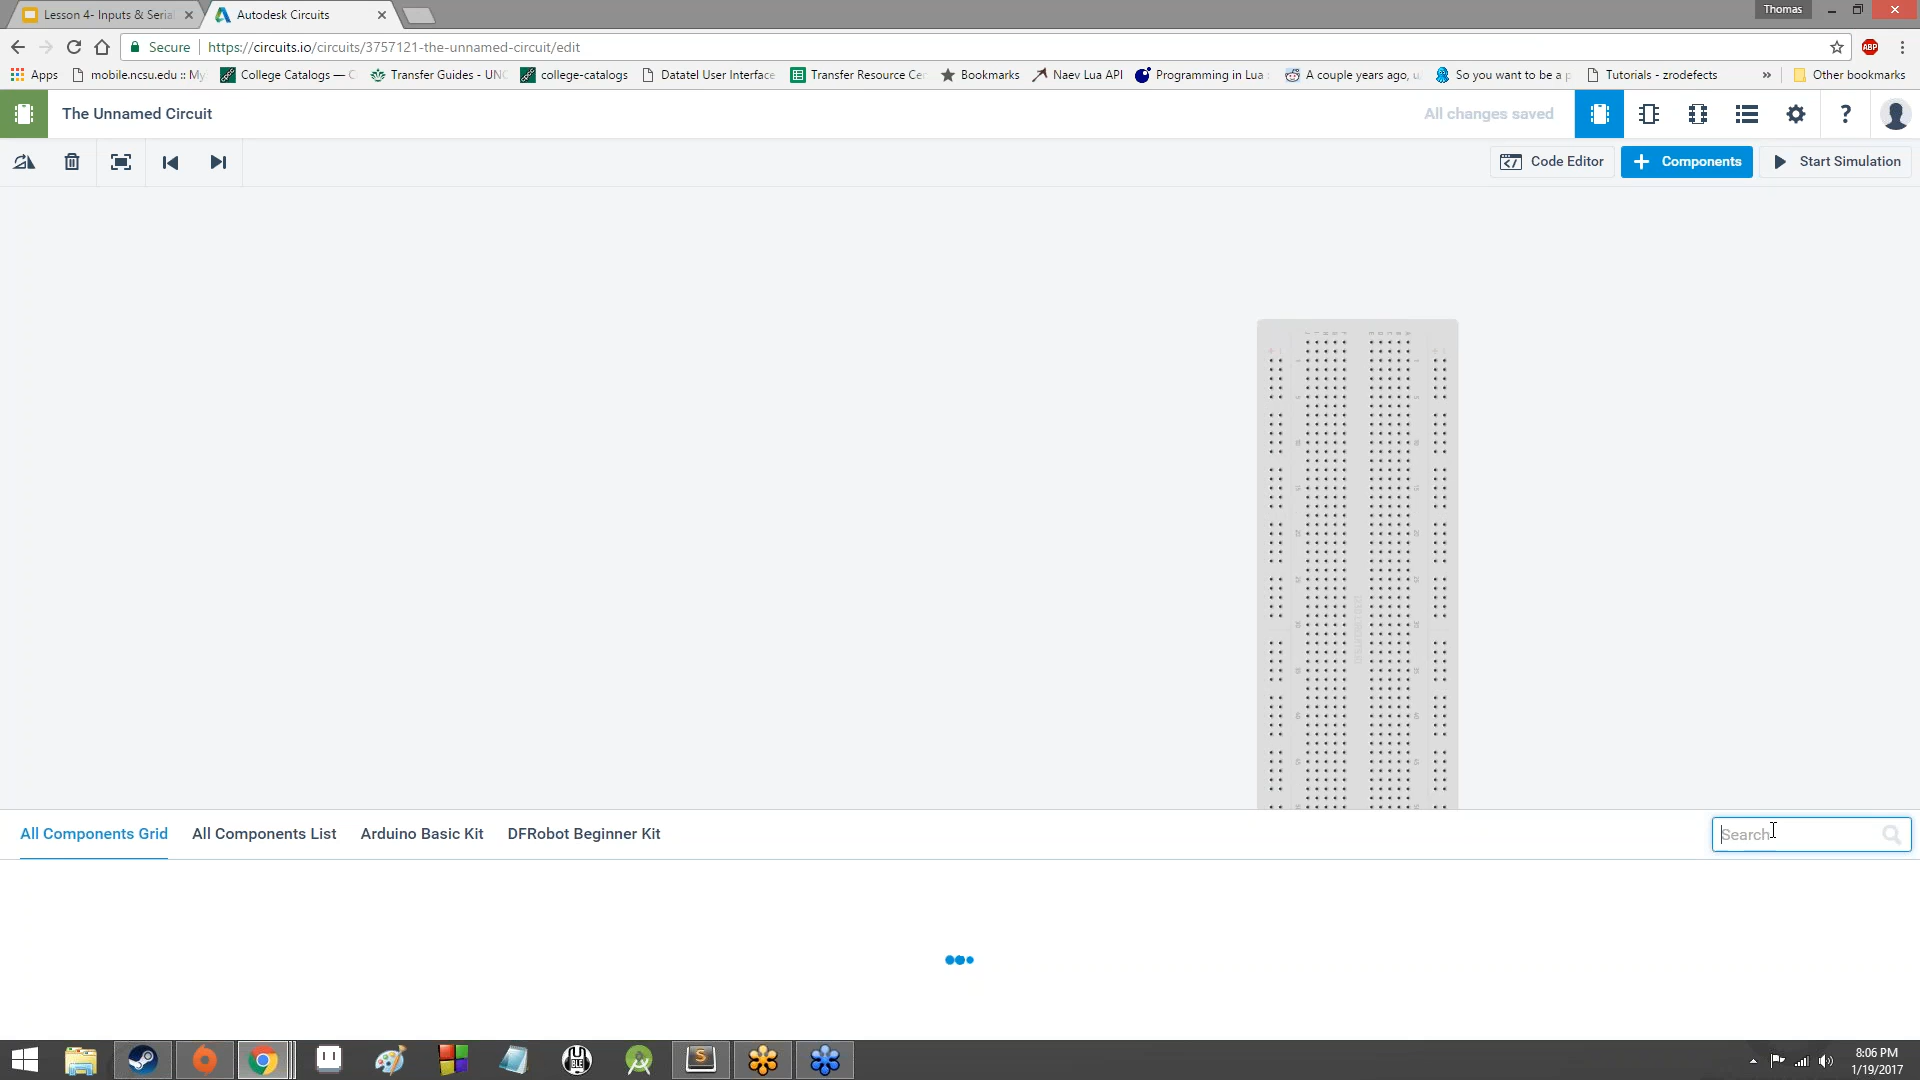 Lesson 4- Inputs & Seria
Autodesk Circuits
Thomas
Secure
https://circuits.io/circuits/3757121-the-unnamed-circuit/edit
ABP
Apps
mobile.ncsu.edu :: My
College Catalogs — C
Transfer Guides - UNC
college-catalogs
Datatel User Interface
Transfer Resource Ce
Bookmarks
Naev Lua API
Programming in Lua :
A couple years ago, u
So you want to be a p
Tutorials - zrodefects
»
Other bookmarks
The Unnamed Circuit
All changes saved
?
Code Editor
+ Components
Start Simulation
All Components Grid
All Components List
Arduino Basic Kit
DFRobot Beginner Kit
Search
8:06 PM
1/19/2017